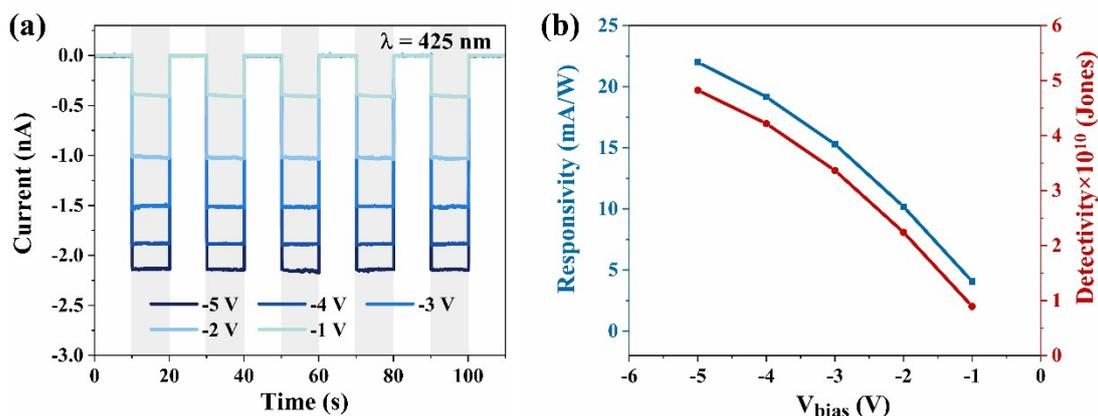 (a)
λ = 425 nm
Current (nA)
0.0
-0.5
-1.0
-1.5
-2.0
-2.5
-3.0
-5 V
-4 V
-3 V
-2 V
-1 V
0
20
40
60
80
100
Time (s)
(b)
Responsivity (mA/W)
25
20
15
10
5
0
-6
-5
-4
-3
-2
-1
0
V_bias (V)
6
5
4
3
2
1
0
Detectivity×10¹⁰ (Jones)